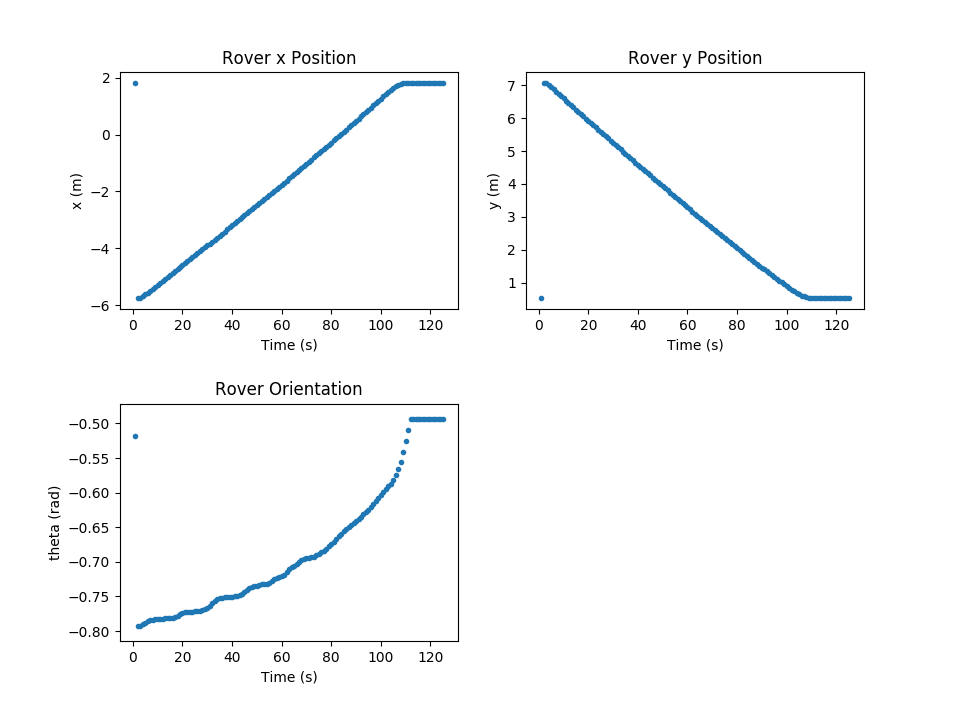 Rover x Position
x (m)
2
0
−2
−4
−6
0 20 40 60 80 100 120
Time (s)
Rover y Position
y (m)
7
6
5
4
3
2
1
0 20 40 60 80 100 120
Time (s)
Rover Orientation
theta (rad)
−0.50
−0.55
−0.60
−0.65
−0.70
−0.75
−0.80
0 20 40 60 80 100 120
Time (s)